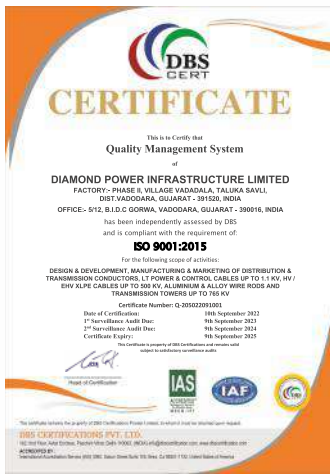 DBS
CERT
CERTIFICATE
This is to Certify that
Quality Management System
of
DIAMOND POWER INFRASTRUCTURE LIMITED
FACTORY:- PHASE II, VILLAGE VADADALA, TALUKA SAVLI,
DIST.VADODARA, GUJARAT - 391520, INDIA
OFFICE:- 5/12, B.I.D.C GORWA, VADODARA, GUJARAT - 390016, INDIA
has been independently assessed by DBS
and is compliant with the requirement of:
ISO 9001:2015
For the following scope of activities:
DESIGN & DEVELOPMENT, MANUFACTURING & MARKETING OF DISTRIBUTION &
TRANSMISSION CONDUCTORS, LT POWER & CONTROL CABLES UP TO 1.1 KV, HV /
EHV XLPE CABLES UP TO 500 KV, ALUMINIUM & ALLOY WIRE RODS AND
TRANSMISSION TOWERS UP TO 765 KV
Certificate Number: Q-205022091001
Date of Certification: 10th September 2022
1st Surveillance Audit Due: 9th September 2023
2nd Surveillance Audit Due: 9th September 2024
Certificate Expiry: 9th September 2025
This Certificate is property of DBS Certifications and remains valid
subject to satisfactory surveillance audits
Head of Certification
IAS
ACCREDITED
IAF
DBS CERTIFICATIONS PVT. LTD.
ACCREDITED BY: